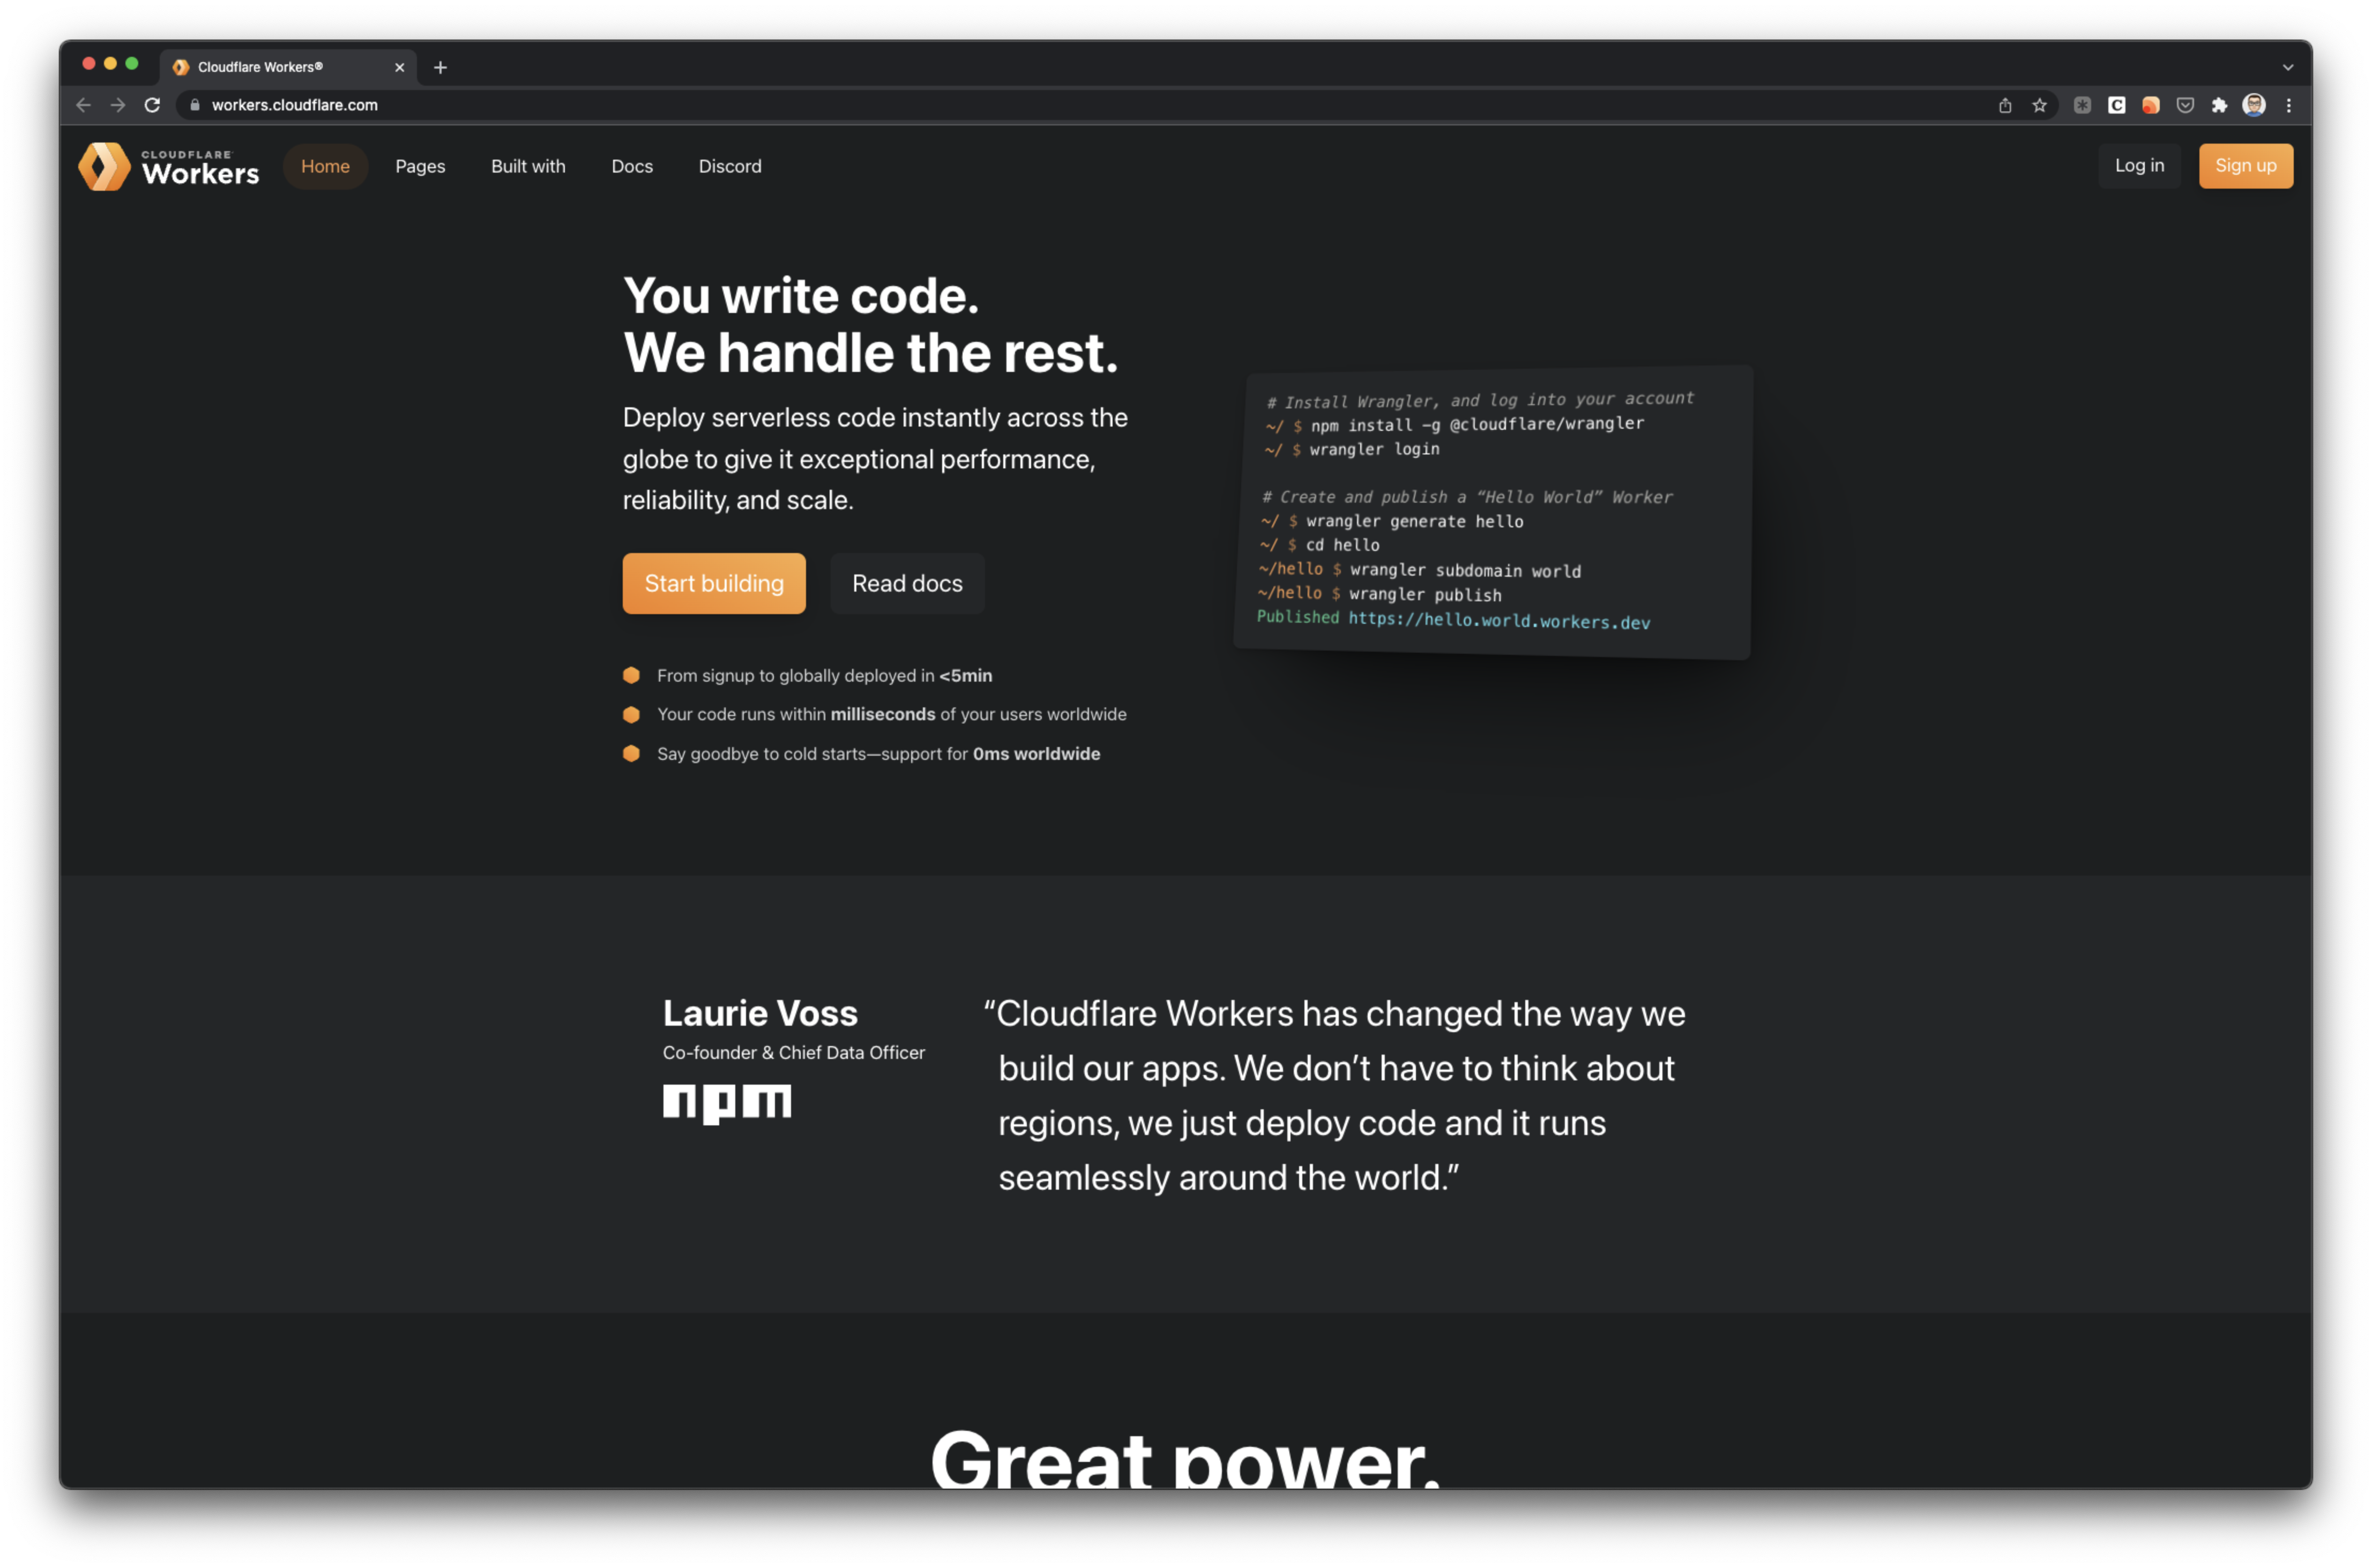 Cloudflare Workers®
workers.cloudflare.com
CLOUDFLARE
Workers
Home
Pages
Built with
Docs
Discord
Log in
Sign up
You write code.
We handle the rest.
Deploy serverless code instantly across the
globe to give it exceptional performance,
reliability, and scale.
Start building
Read docs
From signup to globally deployed in <5min
Your code runs within milliseconds of your users worldwide
Say goodbye to cold starts—support for 0ms worldwide
# Install Wrangler, and log into your account
~/ $ npm install -g @cloudflare/wrangler
~/ $ wrangler login
# Create and publish a “Hello World” Worker
~/ $ wrangler generate hello
~/ $ cd hello
~/hello $ wrangler subdomain world
~/hello $ wrangler publish
Published https://hello.world.workers.dev
Laurie Voss
Co-founder & Chief Data Officer
npm
“Cloudflare Workers has changed the way we
build our apps. We don’t have to think about
regions, we just deploy code and it runs
seamlessly around the world.”
Great power.